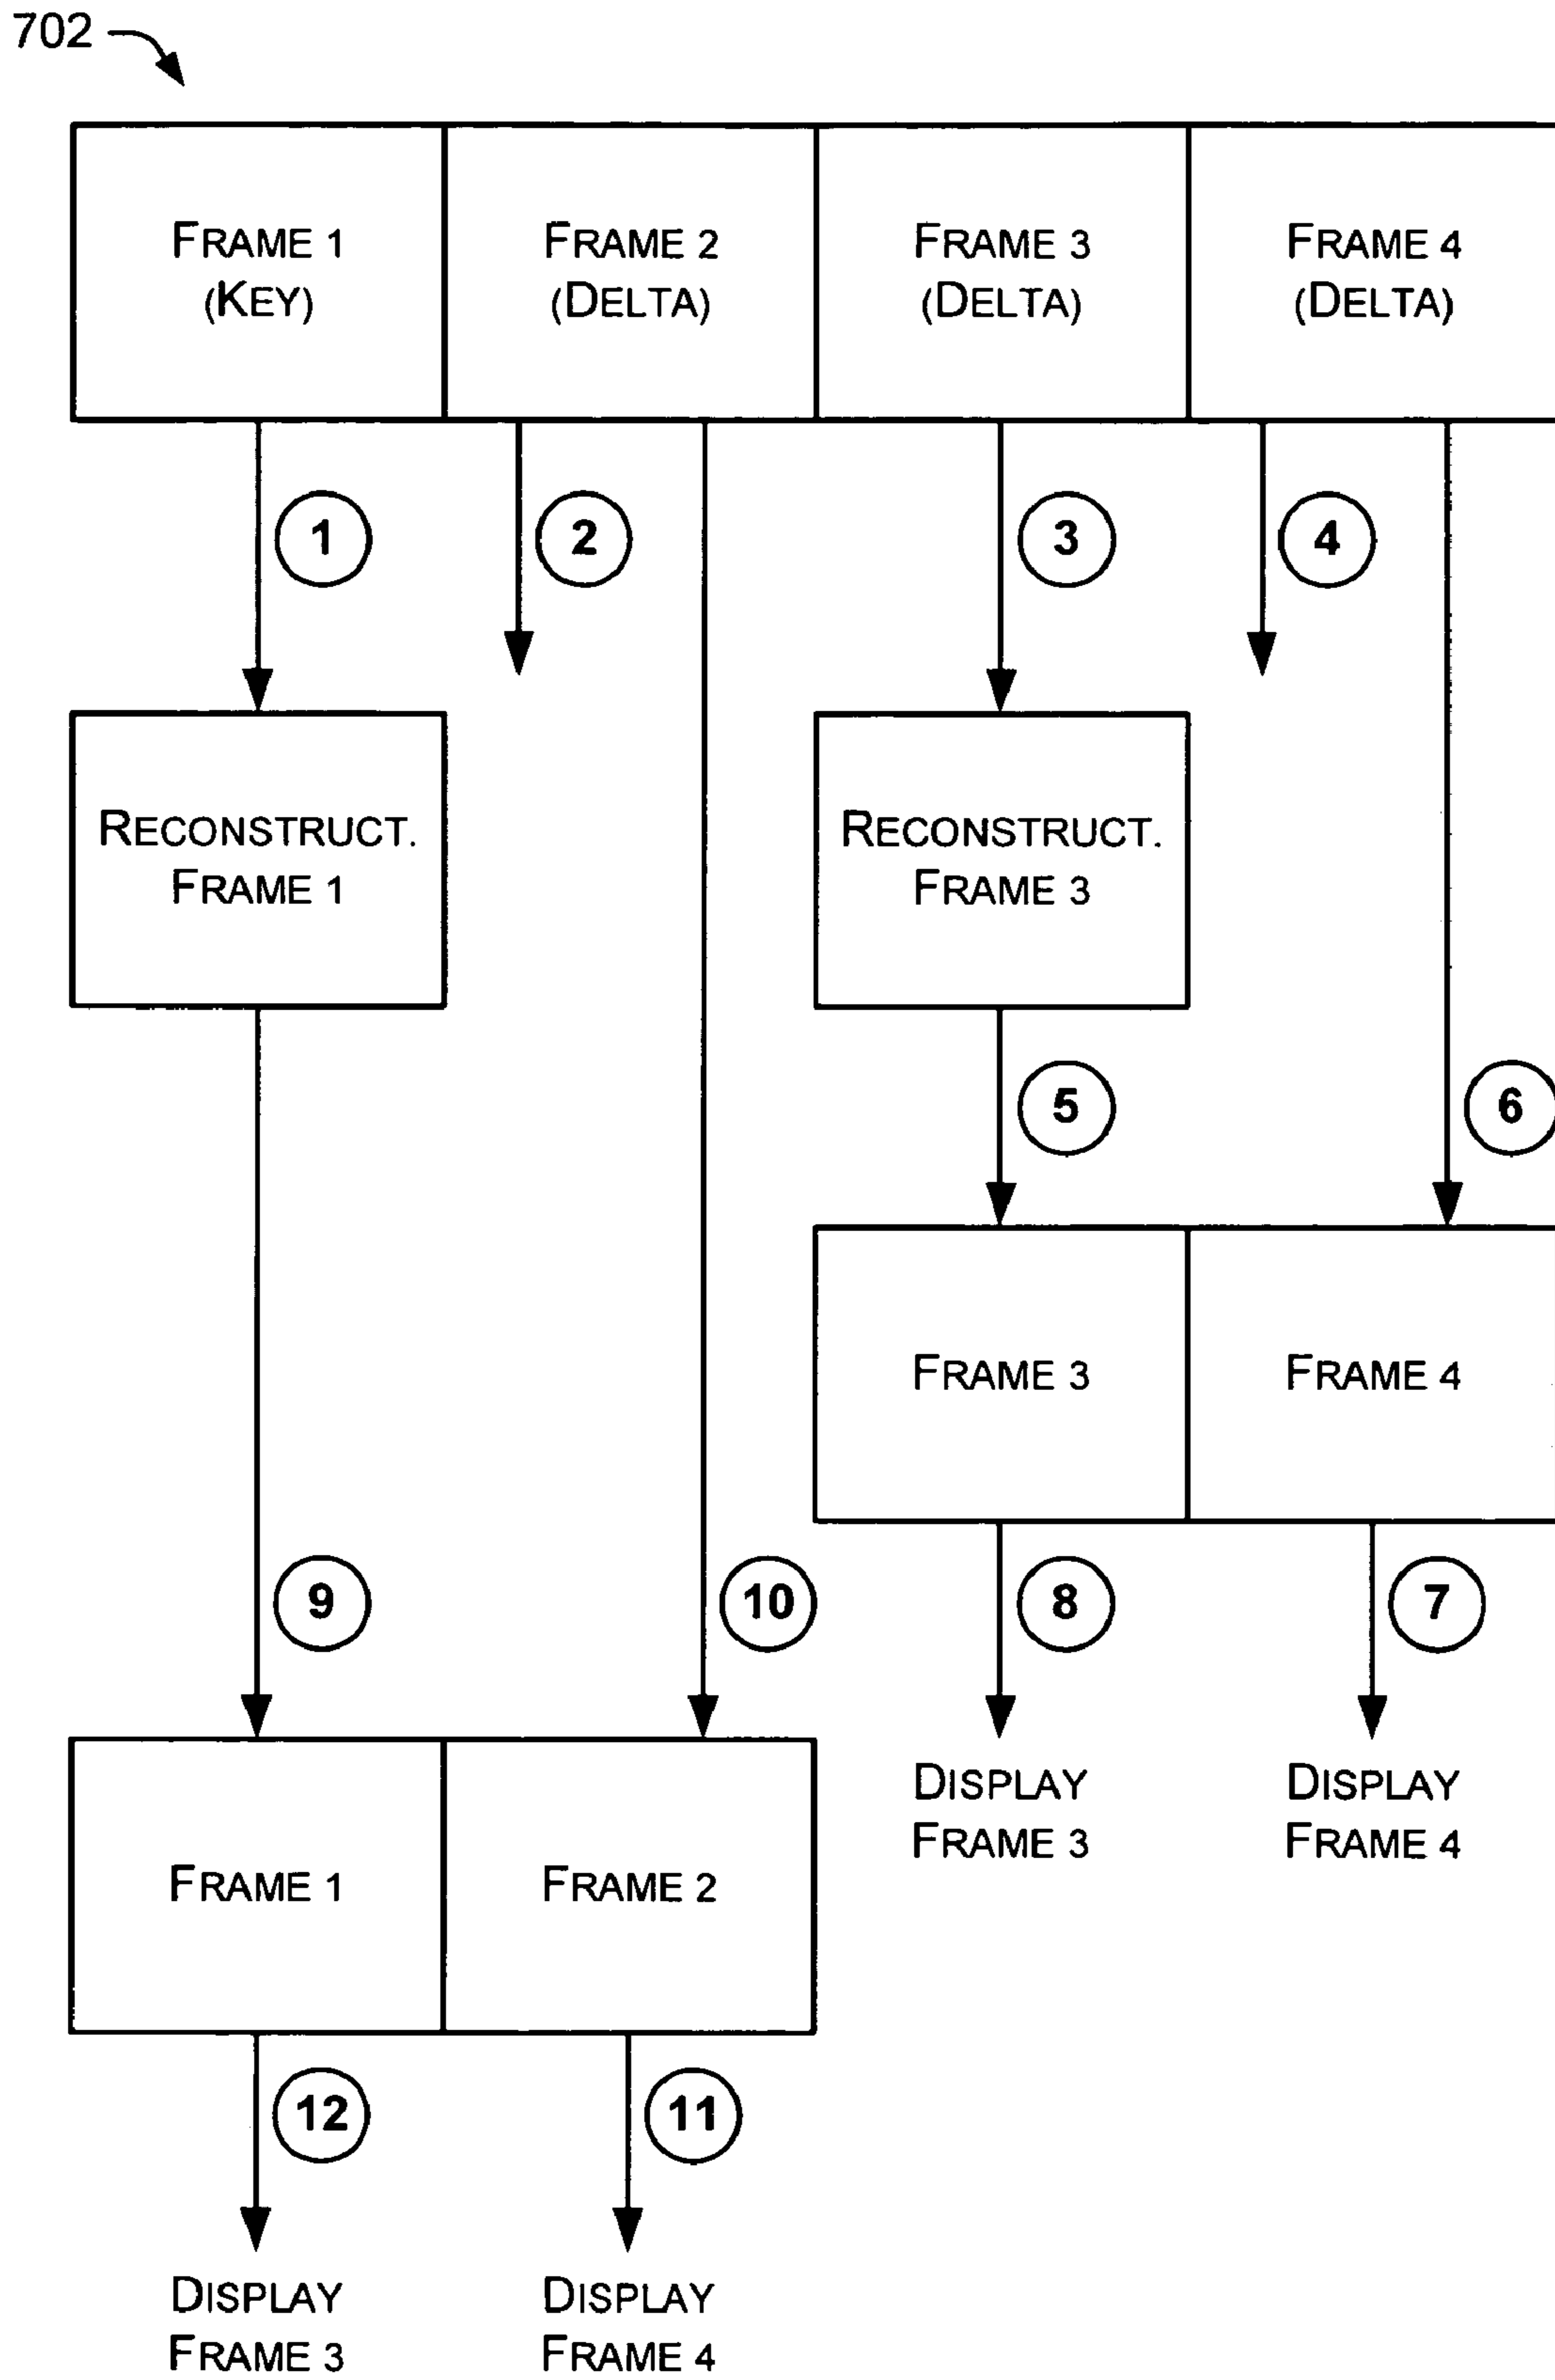 702
FRAME 1
(KEY)
FRAME 2
(DELTA)
FRAME 3
(DELTA)
FRAME 4
(DELTA)
1
2
3
4
RECONSTRUCT.
FRAME 1
RECONSTRUCT.
FRAME 3
5
6
FRAME 3
FRAME 4
9
10
8
7
DISPLAY
FRAME 3
DISPLAY
FRAME 4
FRAME 1
FRAME 2
12
11
DISPLAY
FRAME 3
DISPLAY
FRAME 4